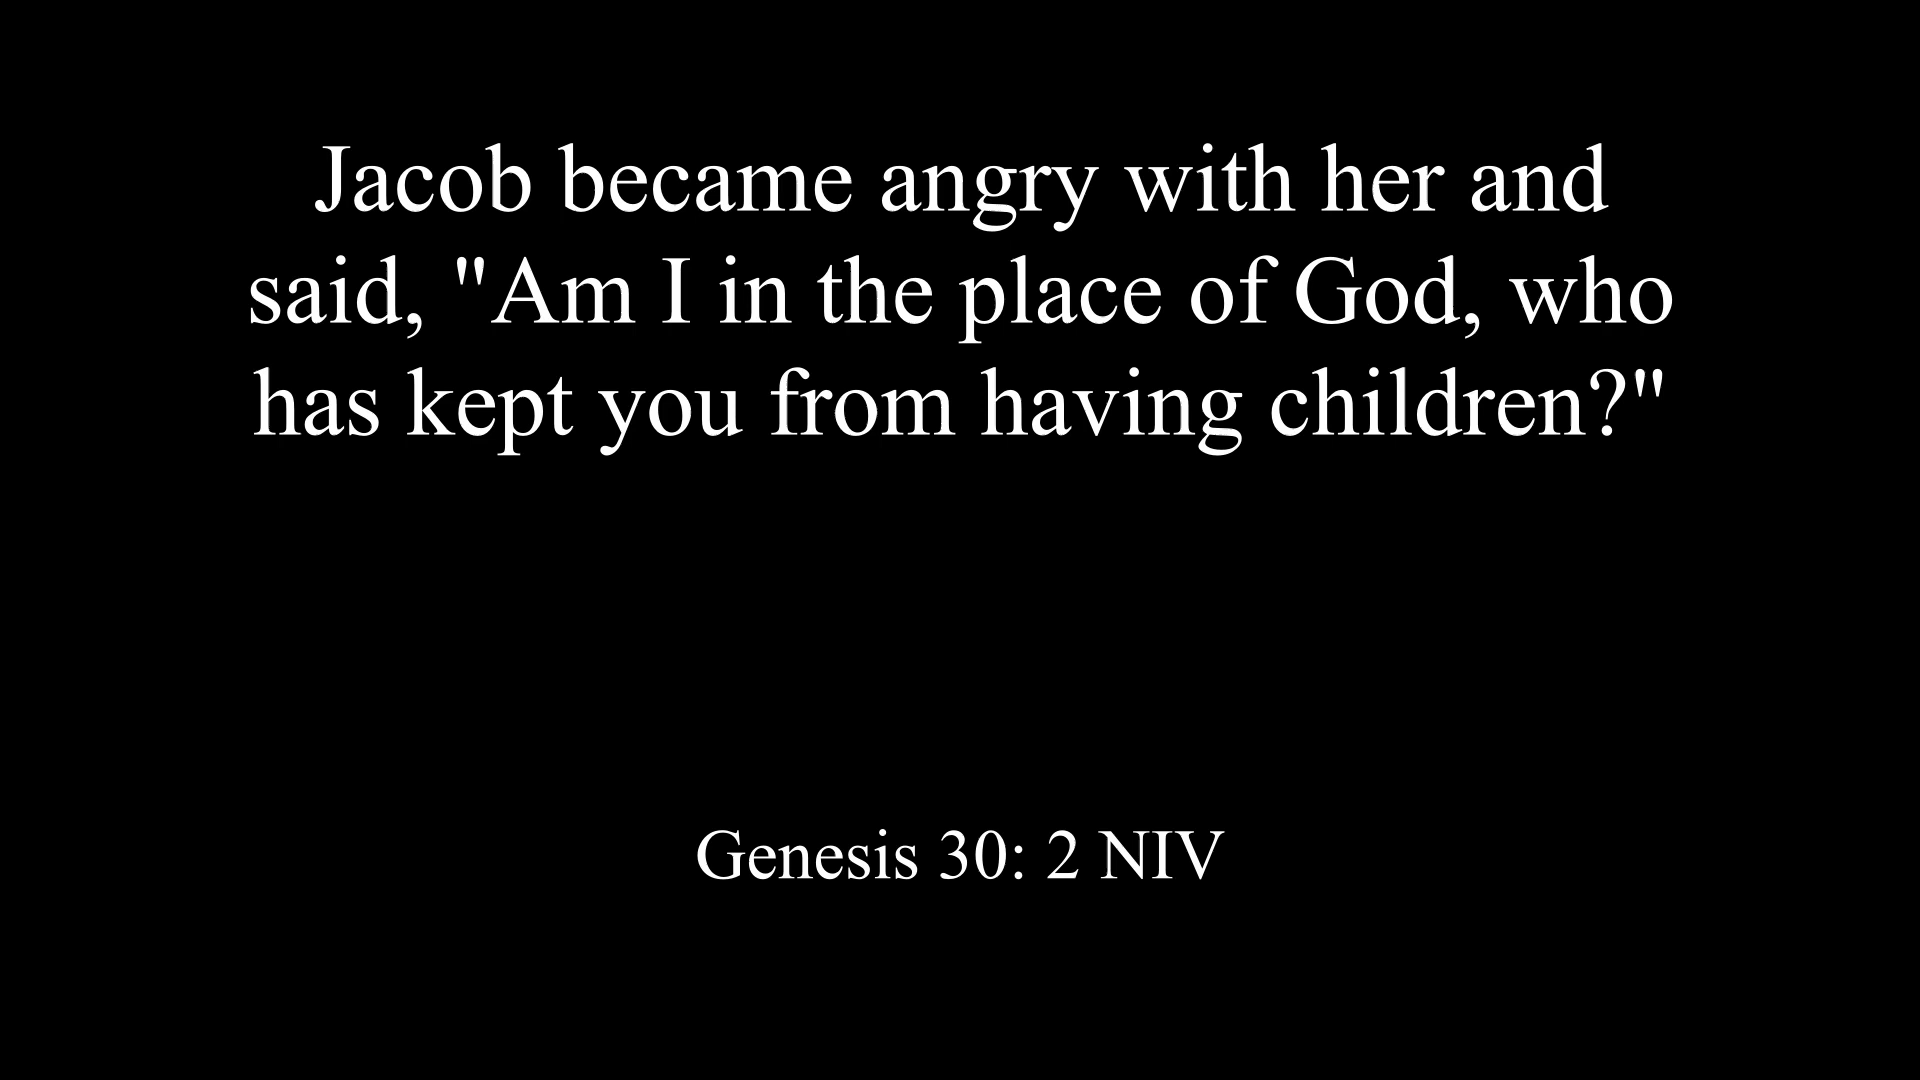 Jacob became angry with her and
said, "Am I in the place of God, who
has kept you from having children?"
Genesis 30: 2 NIV